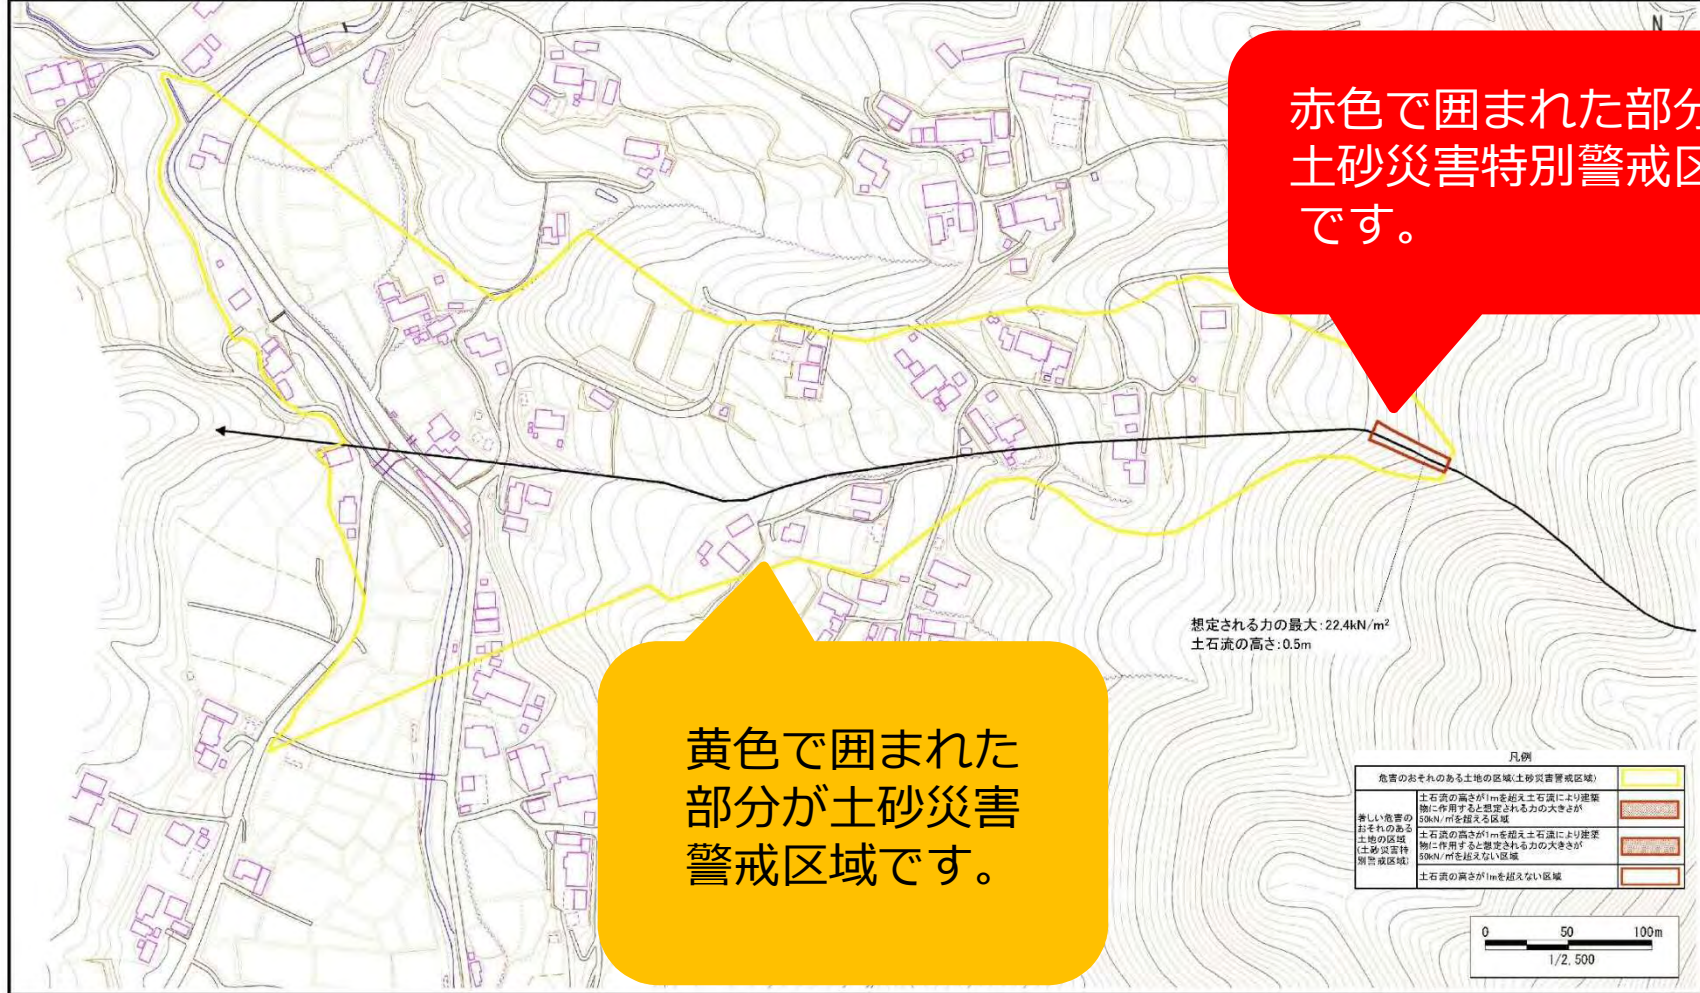 N
赤色で囲まれた部分
土砂災害特別警戒区
です。
想定される力の最大:22.4kN/m²
土石流の高さ:0.5m
黄色で囲まれた
部分が土砂災害
警戒区域です。
凡例
危害のおそれのある土地の区域(土砂災害警戒区域)
著しい危害の
おそれのある
土地の区域
(土砂災害特
別警戒区域)
土石流の高さが1mを超え土石流により建築
物に作用すると想定される力の大きさが
50kN/㎡を超える区域
土石流の高さが1mを超え土石流により建築
物に作用すると想定される力の大きさが
50kN/㎡を超えない区域
土石流の高さが1mを超えない区域
0 50 100m
1/2,500